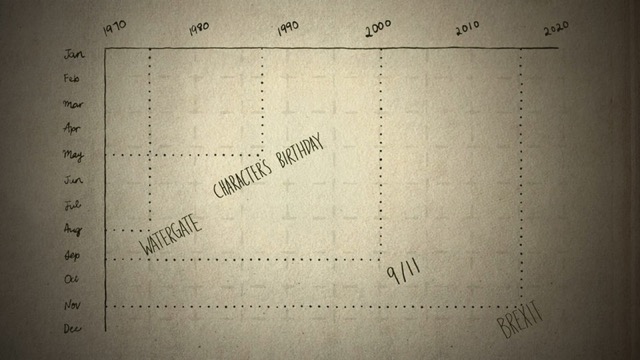 1970 1980 1990 2000 2010 2020
Jan
Feb
Mar
Apr
May
Jun
Jul
Aug
Sep
Oct
Nov
Dec
CHARACTER'S BIRTHDAY
WATERGATE
9/11
BREXIT